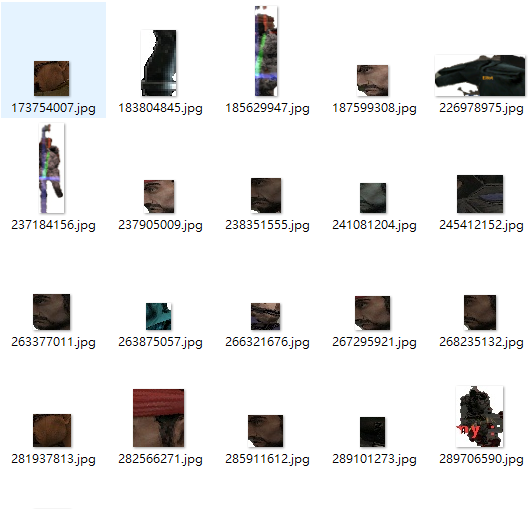 173754007.jpg 183804845.jpg 185629947.jpg 187599308.jpg 226978975.jpg
237184156.jpg 237905009.jpg 238351555.jpg 241081204.jpg 245412152.jpg
263377011.jpg 263875057.jpg 266321676.jpg 267295921.jpg 268235132.jpg
ny
281937813.jpg 282566271.jpg 285911612.jpg 289101273.jpg 289706590.jpg